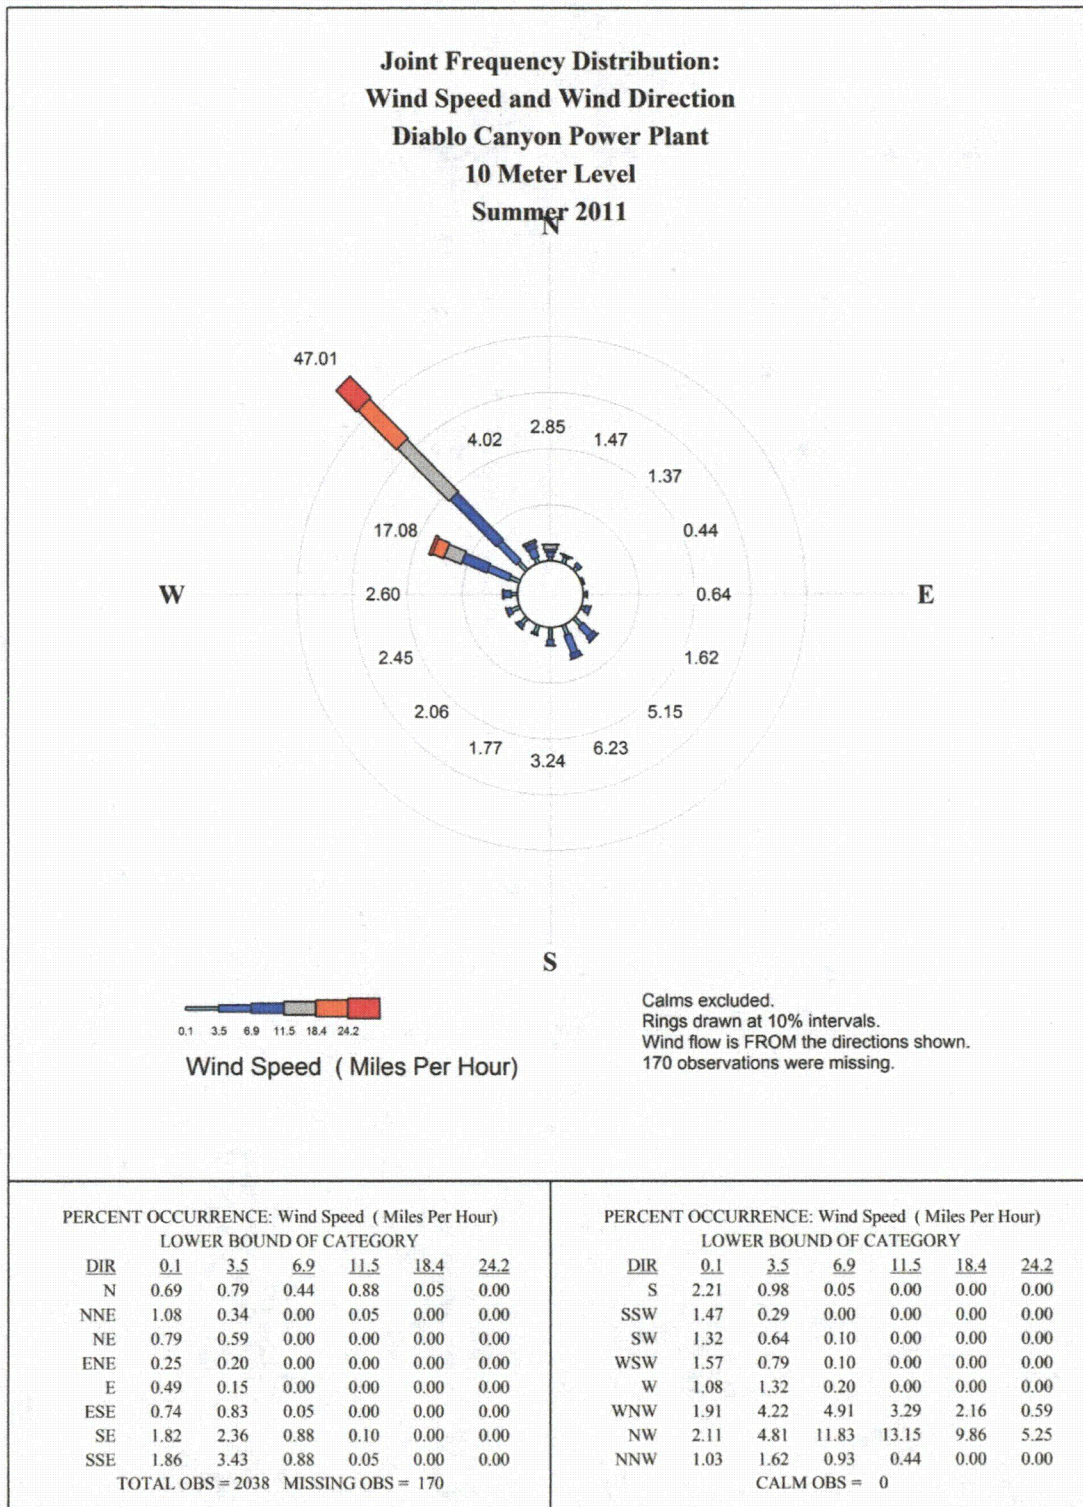 Joint Frequency Distribution:
Wind Speed and Wind Direction
Diablo Canyon Power Plant
10 Meter Level
Summer 2011
N
47.01
4.02 2.85 1.47
1.37
17.08 0.44
W 2.60 0.64 E
2.45 1.62
2.06 5.15
1.77 3.24 6.23
S
0.1 3.5 6.9 11.5 18.4 24.2
Wind Speed ( Miles Per Hour)
Calms excluded.
Rings drawn at 10% intervals.
Wind flow is FROM the directions shown.
170 observations were missing.
PERCENT OCCURRENCE: Wind Speed ( Miles Per Hour)
LOWER BOUND OF CATEGORY
DIR 0.1 3.5 6.9 11.5 18.4 24.2
N 0.69 0.79 0.44 0.88 0.05 0.00
NNE 1.08 0.34 0.00 0.05 0.00 0.00
NE 0.79 0.59 0.00 0.00 0.00 0.00
ENE 0.25 0.20 0.00 0.00 0.00 0.00
E 0.49 0.15 0.00 0.00 0.00 0.00
ESE 0.74 0.83 0.05 0.00 0.00 0.00
SE 1.82 2.36 0.88 0.10 0.00 0.00
SSE 1.86 3.43 0.88 0.05 0.00 0.00
TOTAL OBS = 2038 MISSING OBS = 170
PERCENT OCCURRENCE: Wind Speed ( Miles Per Hour)
LOWER BOUND OF CATEGORY
DIR 0.1 3.5 6.9 11.5 18.4 24.2
S 2.21 0.98 0.05 0.00 0.00 0.00
SSW 1.47 0.29 0.00 0.00 0.00 0.00
SW 1.32 0.64 0.10 0.00 0.00 0.00
WSW 1.57 0.79 0.10 0.00 0.00 0.00
W 1.08 1.32 0.20 0.00 0.00 0.00
WNW 1.91 4.22 4.91 3.29 2.16 0.59
NW 2.11 4.81 11.83 13.15 9.86 5.25
NNW 1.03 1.62 0.93 0.44 0.00 0.00
CALM OBS = 0